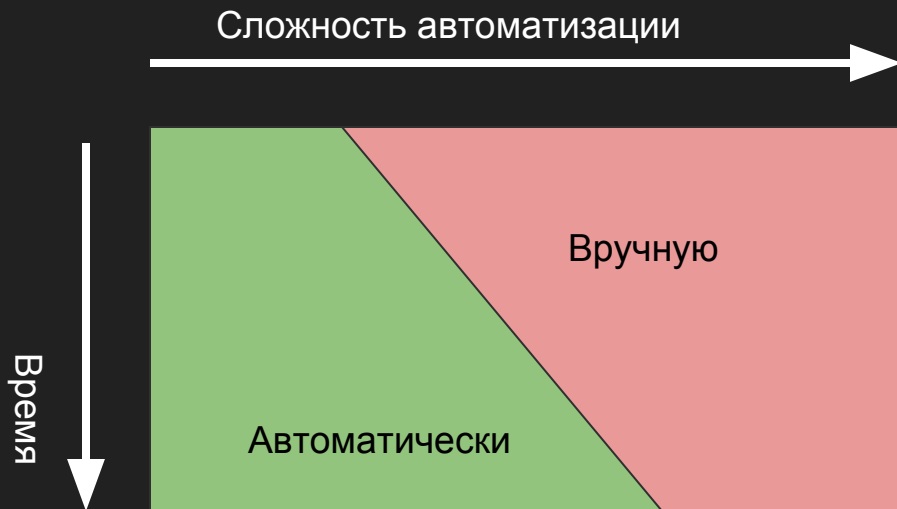 Сложность автоматизации
Вручную
Время
Автоматически